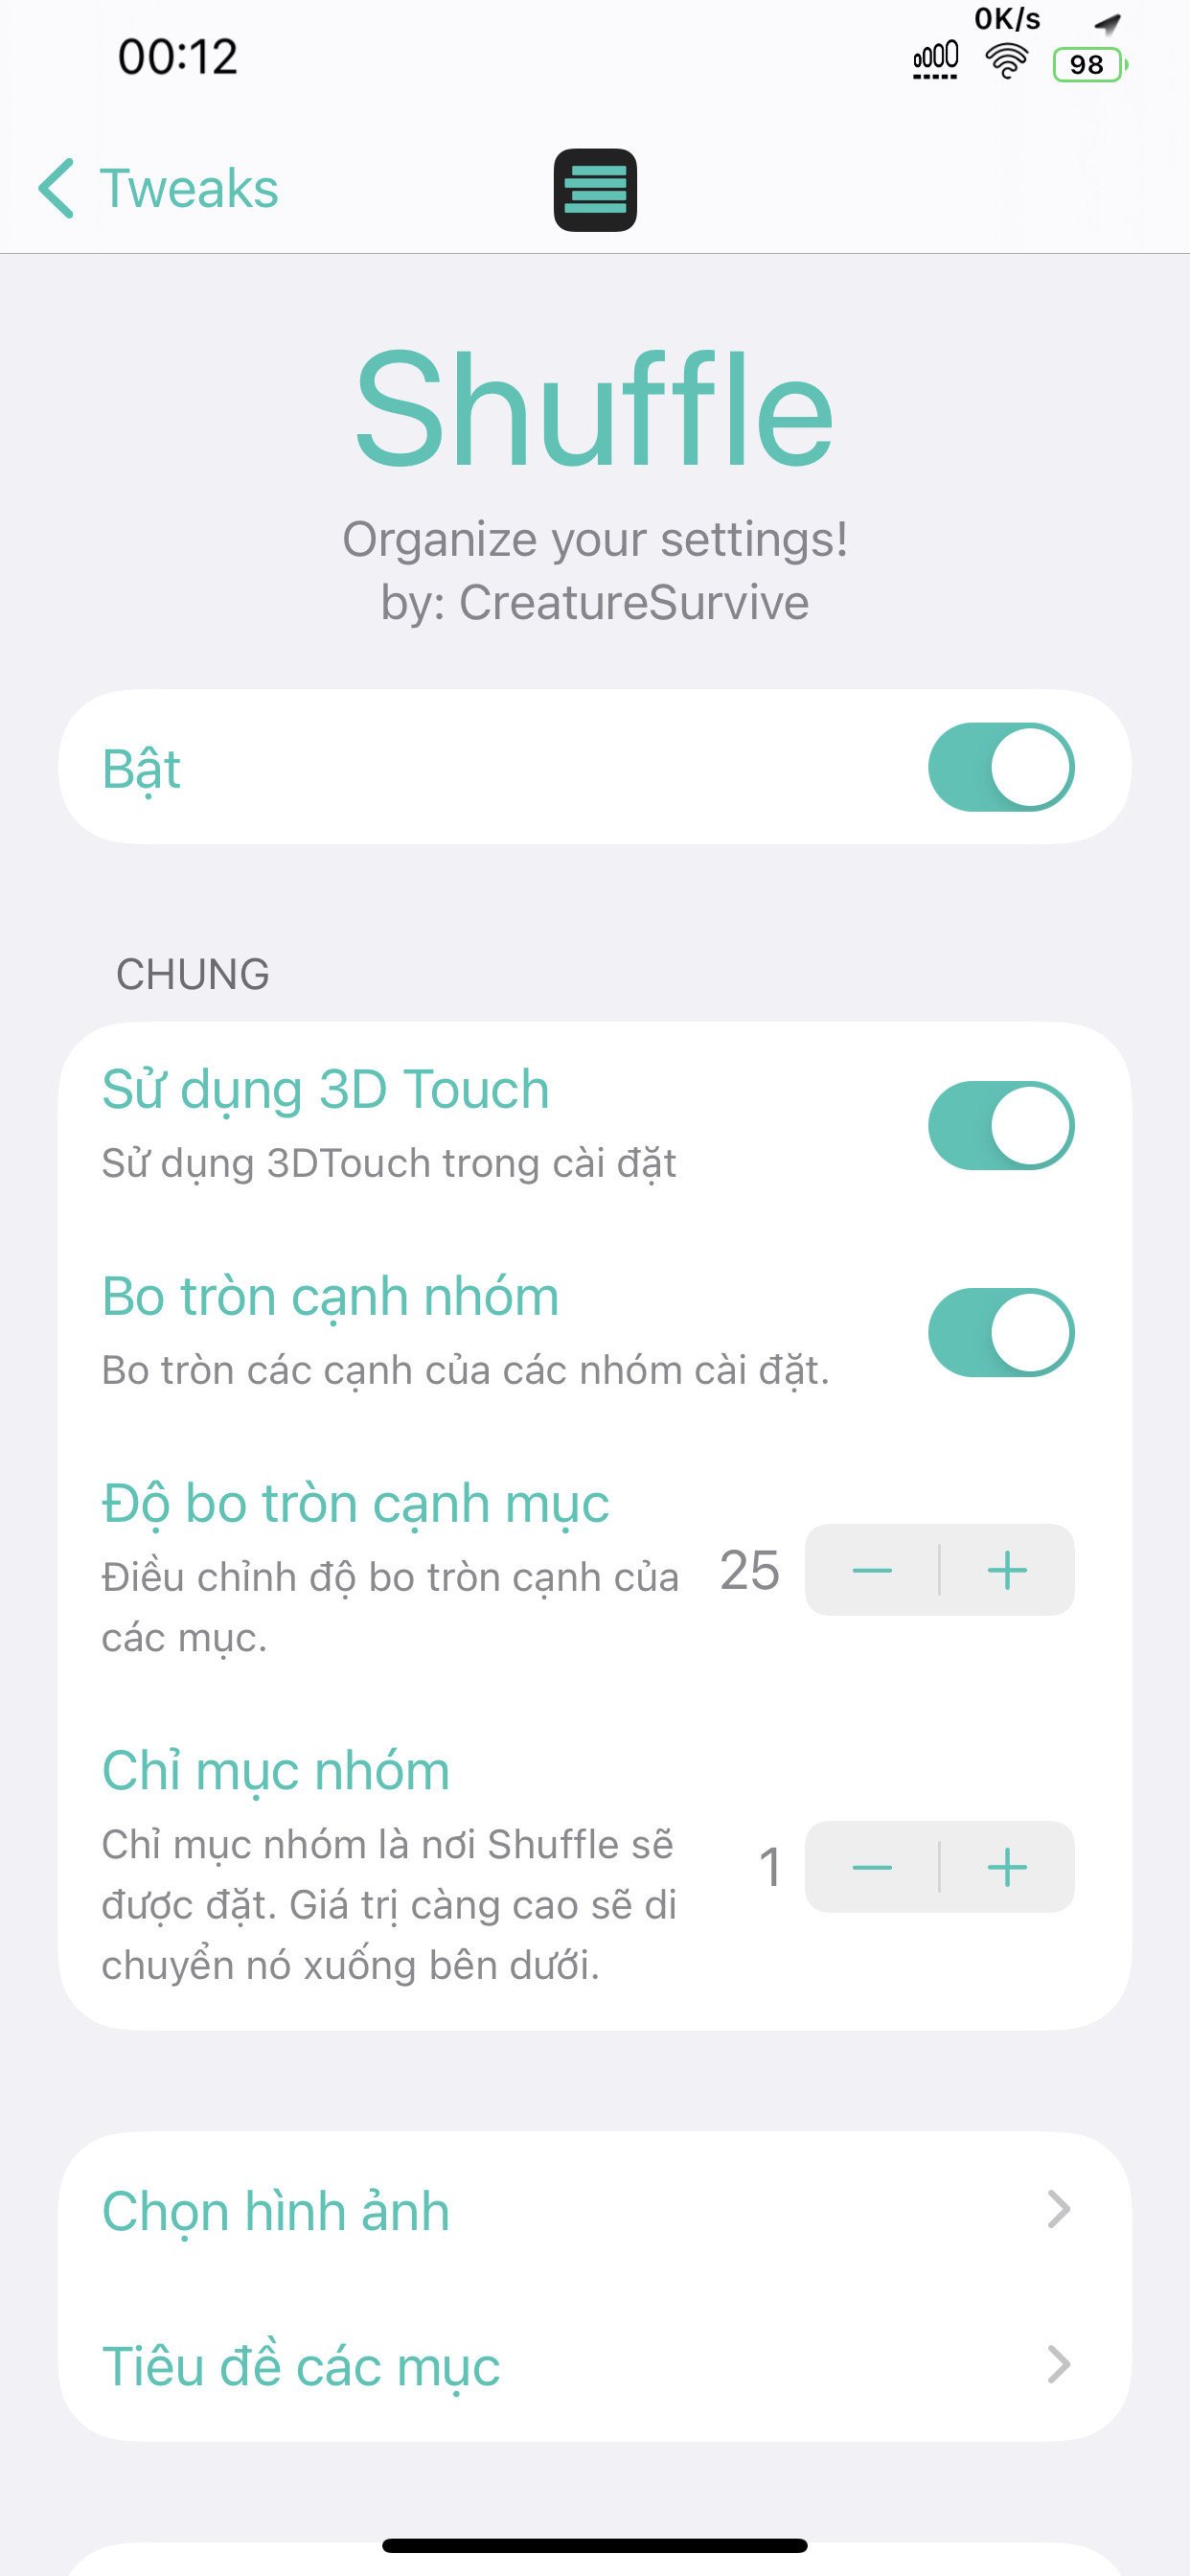 0K/s
00:12
98
Tweaks
Shuffle
Organize your settings!
by: CreatureSurvive
Bật
CHUNG
Sử dụng 3D Touch
Sử dụng 3DTouch trong cài đặt
Bo tròn cạnh nhóm
Bo tròn các cạnh của các nhóm cài đặt.
Độ bo tròn cạnh mục
Điều chỉnh độ bo tròn cạnh của
các mục.
25
Chỉ mục nhóm
Chỉ mục nhóm là nơi Shuffle sẽ
được đặt. Giá trị càng cao sẽ di
chuyển nó xuống bên dưới.
1
Chọn hình ảnh
Tiêu đề các mục